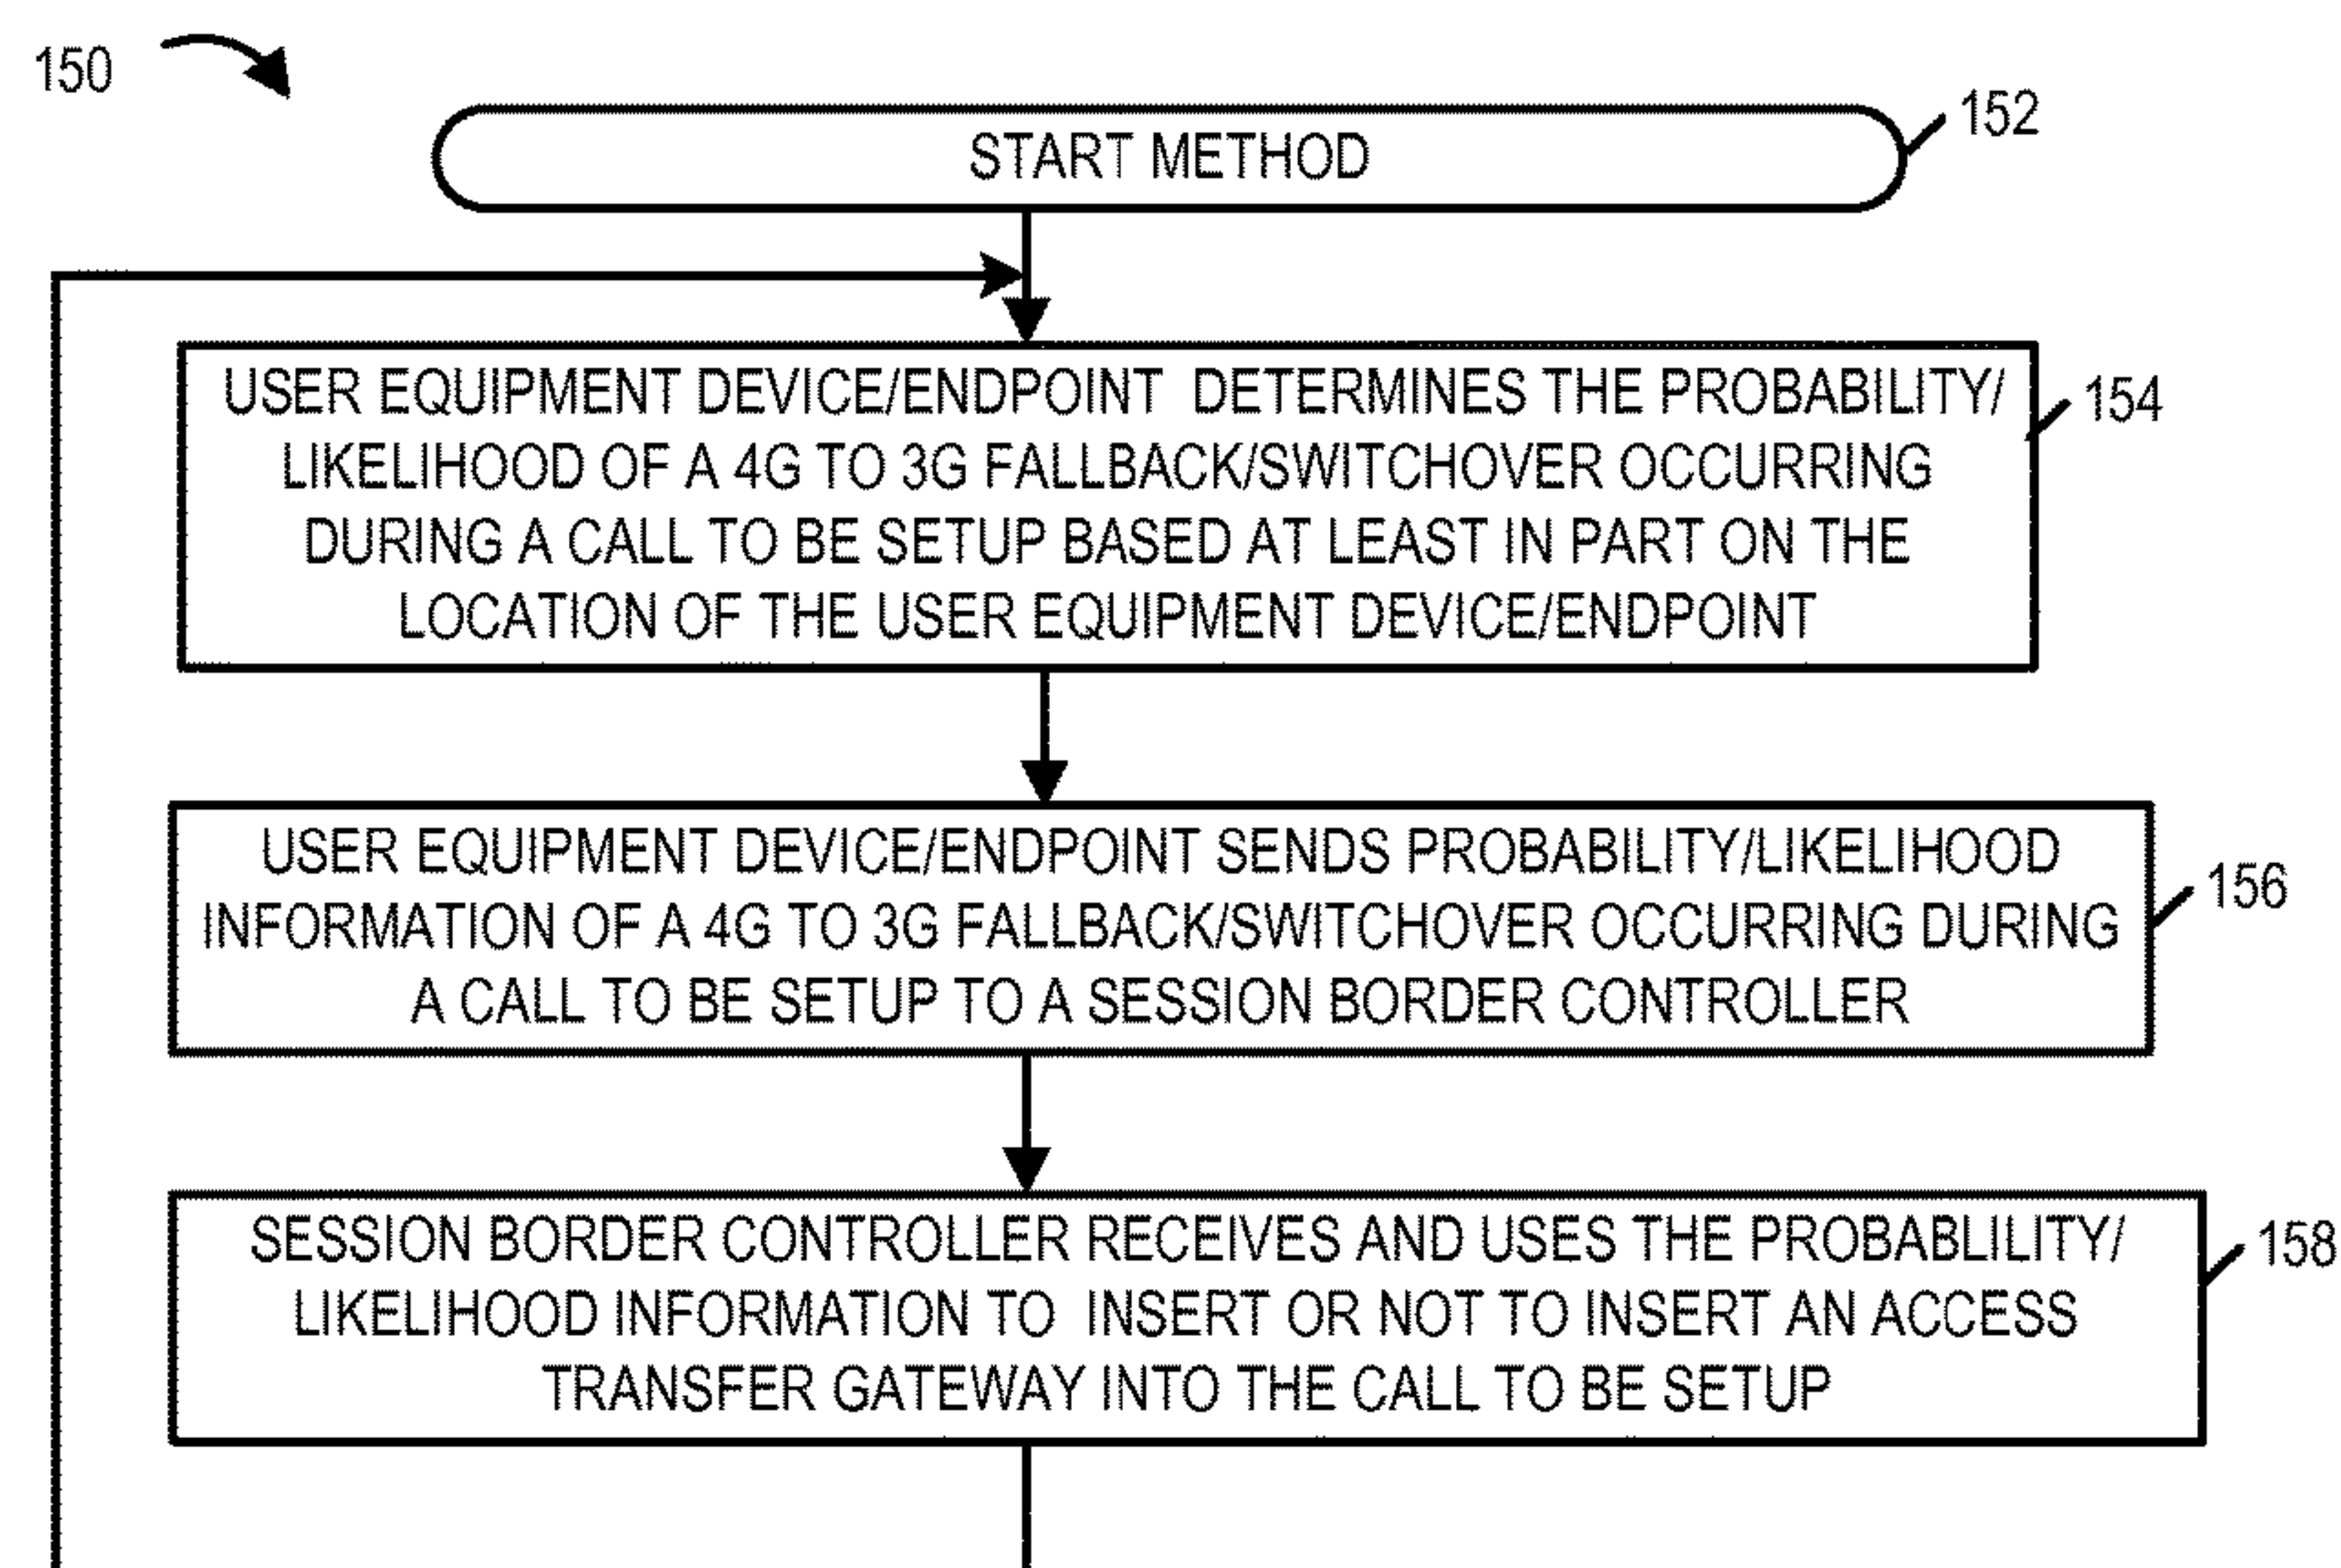 150
START METHOD
152
USER EQUIPMENT DEVICE/ENDPOINT DETERMINES THE PROBABILITY/
LIKELIHOOD OF A 4G TO 3G FALLBACK/SWITCHOVER OCCURRING
DURING A CALL TO BE SETUP BASED AT LEAST IN PART ON THE
LOCATION OF THE USER EQUIPMENT DEVICE/ENDPOINT
154
USER EQUIPMENT DEVICE/ENDPOINT SENDS PROBABILITY/LIKELIHOOD
INFORMATION OF A 4G TO 3G FALLBACK/SWITCHOVER OCCURRING DURING
A CALL TO BE SETUP TO A SESSION BORDER CONTROLLER
156
SESSION BORDER CONTROLLER RECEIVES AND USES THE PROBABLILITY/
LIKELIHOOD INFORMATION TO INSERT OR NOT TO INSERT AN ACCESS
TRANSFER GATEWAY INTO THE CALL TO BE SETUP
158